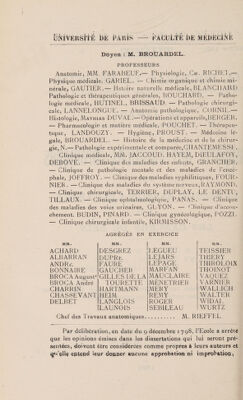 UNIVERSITÉ DE PARIS — FACULTÉ DE MÉDECINE
Doyen : M. BROUARDEL.
PROFESSEURS
Anatomie, MM. FARABEUF. — Physiologie, CH. RICHET, —
Physique médicale, GARIEL. — Chimie organique et chimie mi-
nérale, GAUTIER. — Histoire naturelle médicale, BLANCHARD
Pathologie et thérapeutiques générales, BOUCHARD. — Patho-
logie médicale, HUTINEL, BRISSAUD. — Pathologie chirurgi-
cale, LANNELONGUE. — Anatomie pathologique, CORNIL. —
Histologie, Mathias DUVAL. — Opérations et appareils, BERGER.
— Pharmacologie et matière médicale, POUCHET. — Thérapeu-
tique, LANDOUZY. — Hygiène, PROUST. — Médecine lé-
gale, BROUARDEL. — Histoire de la médecine et de la chirur-
gie, N. — Pathologie expérimentale et comparée, CHANTEMESSE.
Clinique médicale, MM. JACCOUD, HAYEM, DIEULAFOY,
DEBOVE. — Clinique des maladies des enfants, GRANCHER. —
Clinique de pathologie mentale et des maladies de l'encé-
phale, JOFFROY. — Clinique des maladies syphilitiques, FOUR-
NIER. — Clinique des maladies du système nerveux, RAYMOND.
— Clinique chirurgicale, TERRIER, DUPLAY, LE DENTU,
TILLAUX. — Clinique ophtalmologique, PANAS. — Clinique
des maladies des voies urinaires, GUYON. — Clinique d'accou-
chement, BUDIN, PINARD. — Clinique gynécologique, POZZI.
— Clinique chirurgicale infantile, KIRMISSON.
AGRÉGÉS EN EXERCICE
MM. MM. MM. MM.
ACHARD DESGREZ LEGUEU TEISSIER
ALBARRAN DUPRÉ LEJARS THIERY
ANDRÉ FAURE LEPAGE THIROLOIX
BONNAIRE GAUCHER MARFAN THOINOT
BROCA August GILLES DE LA MAUCLAIRE VAQUEZ
BROCA André TOURETTE MÉNÉTRIER VARNIER
CHARRIN HARTMANN MERY WALLICH
CHASSEVANT HEIM REMY WALTER
DELBET LANGLOIS ROGER WIDAL
LAUNOIS SEBILEAU WURTZ
Chef des Travaux anatomiques.......... M. RIEFFEL
Par délibération, en date du 9 décembre 1798, l'Ecole a arrêté
que les opinions émises dans les dissertations qui lui seront pré-
sentées, doivent être considérées comme propres à leurs auteurs et
qu'elle entend leur donner aucune approbation ni improbation.